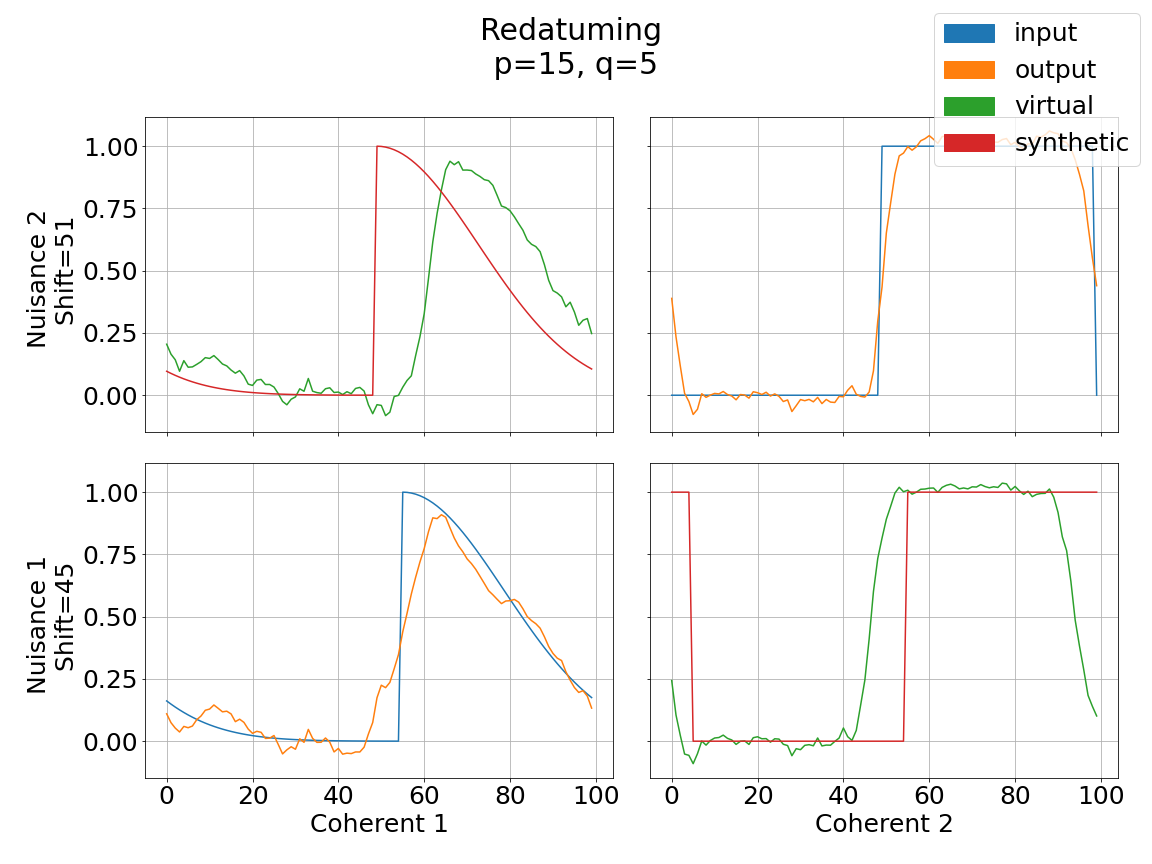 Redatuming
p=15, q=5
input
output
virtual
synthetic
Nuisance 2
Shift=51
1.00
0.75
0.50
0.25
0.00
Nuisance 1
Shift=45
1.00
0.75
0.50
0.25
0.00
0 20 40 60 80 100
0 20 40 60 80 100
Coherent 1
Coherent 2